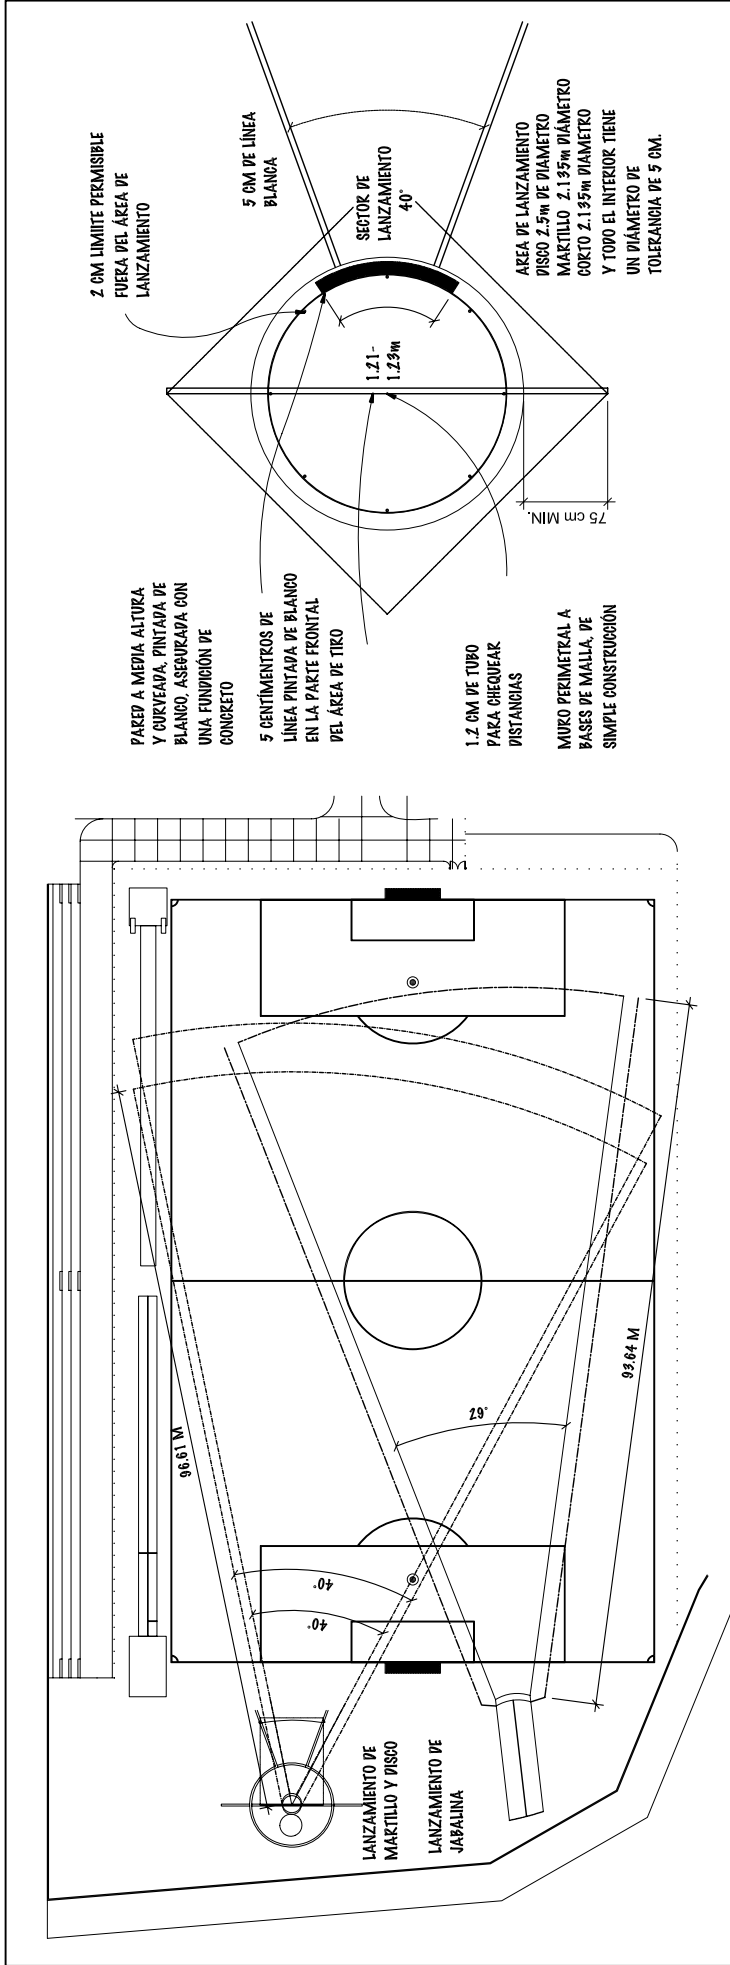 2 CM LIMIITE PERMISIBLE
FUERA DEL ÁREA DE
LANZAMIENTO
5 CM DE LÍNEA
BLANCA
SECTOR DE
LANZAMIENTO
40°
AREA DE LANZAMIENTO
DISCO 2.5m DE DIAMETRO
MARTILLO 2.135m DIÁMETRO
CORTO 2.135m DIAMETRO
Y TODO EL INTERIOR TIENE
UN DIÁMETRO DE
TOLERANCIA DE 5 CM.
1.21-
1.23m
75 cm MIN.
PARED A MEDIA ALTURA
Y CURVEADA, PINTADA DE
BLANCO, ASEGURADA CON
UNA FUNDICIÓN DE
CONCRETO
5 CENTÍMENTROS DE
LÍNEA PINTADA DE BLANCO
EN LA PARTE FRONTAL
DEL ÁREA DE TIRO
1.2 CM DE TUBO
PARA CHEQUEAR
DISTANCIAS
MURO PERIMETRAL A
BASES DE MALLA, DE
SIMPLE CONSTRUCCIÓN
96.61 M
93.64 M
29°
40°
40°
LANZAMIENTO DE
MARTILLO Y DISCO
LANZAMIENTO DE
JABALINA